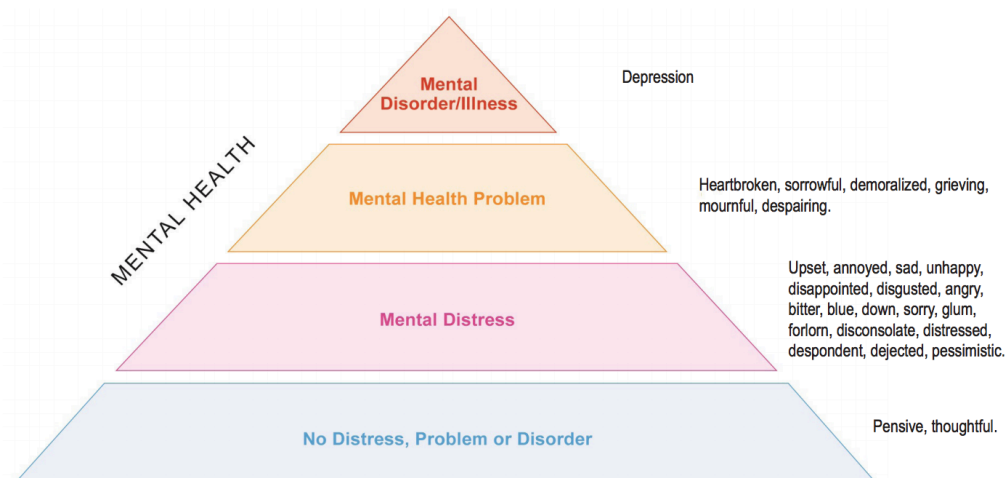 Mental
Disorder/Illness
Depression
MENTAL HEALTH
Mental Health Problem
Heartbroken, sorrowful, demoralized, grieving,
mournful, despairing.
Mental Distress
Upset, annoyed, sad, unhappy,
disappointed, disgusted, angry,
bitter, blue, down, sorry, glum,
forlorn, disconsolate, distressed,
despondent, dejected, pessimistic.
No Distress, Problem or Disorder
Pensive, thoughtful.